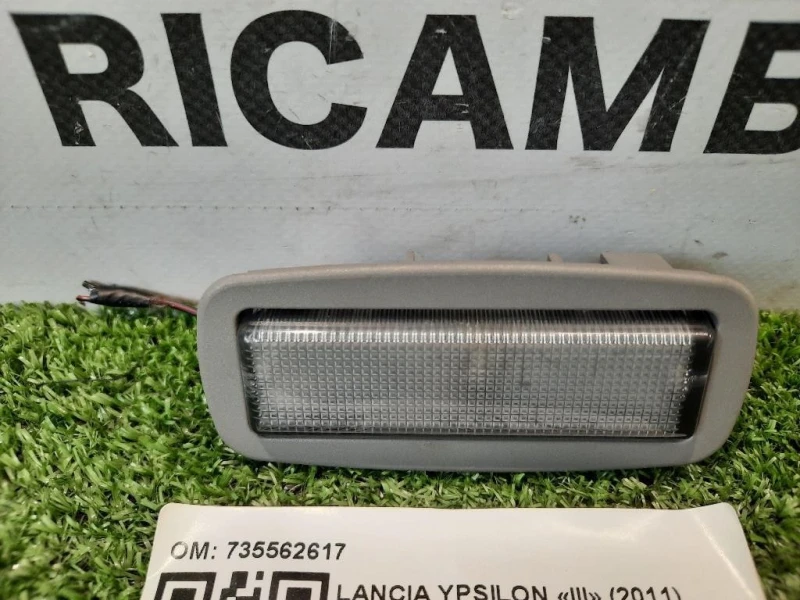 RICAMB
OM: 735562617
LANCIA YPSILON «III» (2011)